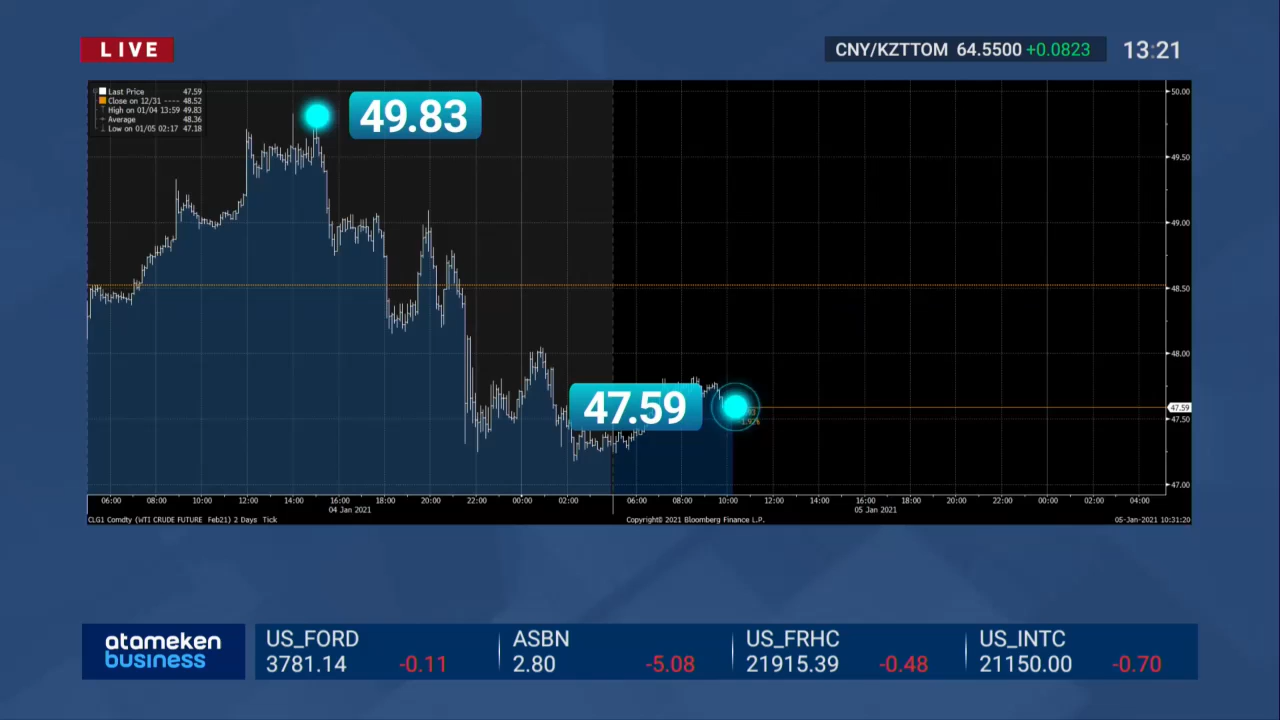 LIVE
CNY/KZTTOM 64.5500 +0.0823
13:21
Last Price 47.59
Close on 12/31 ---- 48.52
High on 01/04 13:59 49.83
Average 48.36
Low on 01/05 02:17 47.18
49.83
47.59
50.00
49.50
49.00
48.50
48.00
47.59
47.50
47.00
06:00 08:00 10:00 12:00 14:00 16:00 18:00 20:00 22:00 00:00 02:00 06:00 08:00 10:00 12:00 14:00 16:00 18:00 20:00 22:00 00:00 02:00 04:00
04 Jan 2021 05 Jan 2021
CLG1 Comdty (WTI CRUDE FUTURE Feb21) 2 Days Tick Copyright© 2021 Bloomberg Finance L.P. 05-Jan-2021 10:31:20
atameken
business
US_FORD
3781.14 -0.11
ASBN
2.80 -5.08
US_FRHC
21915.39 -0.48
US_INTC
21150.00 -0.70